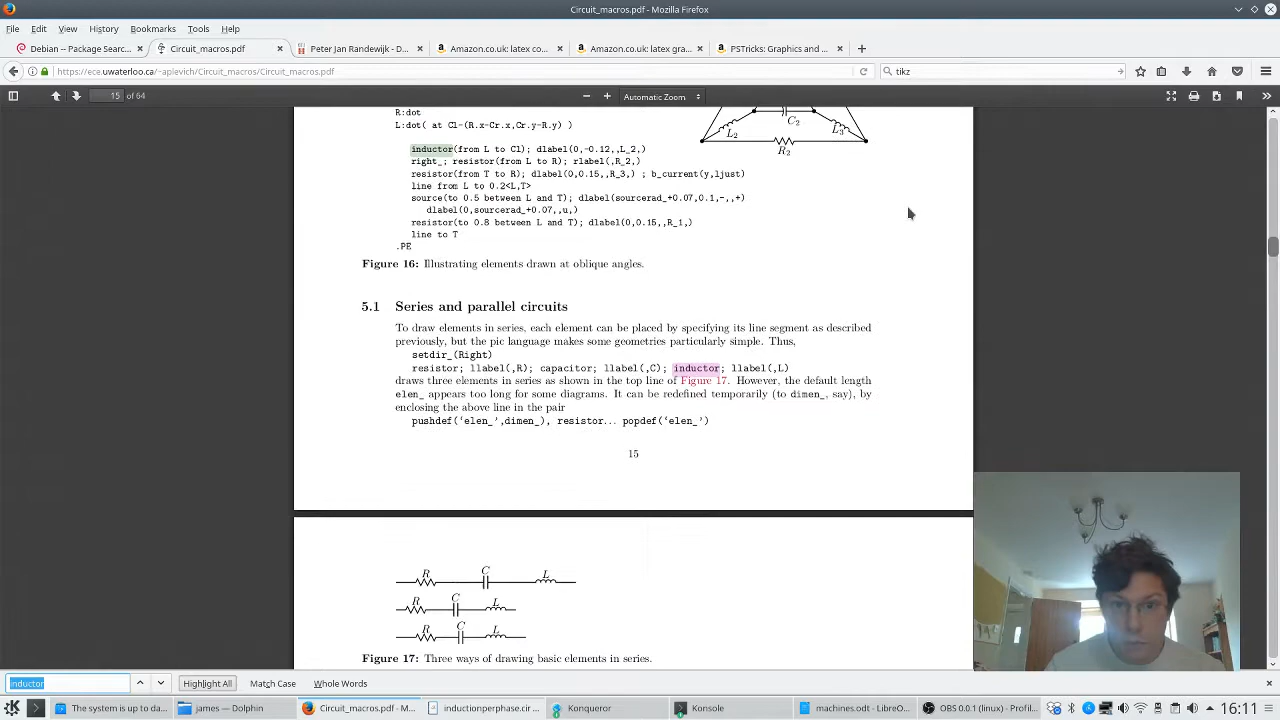 Circuit_macros.pdf - Mozilla Firefox
File Edit View History Bookmarks Tools Help
Debian -- Package Searc... Circuit_macros.pdf Peter Jan Randewijk - D... Amazon.co.uk: latex co... Amazon.co.uk: latex gra... PSTricks: Graphics and ...
https://ece.uwaterloo.ca/~aplevich/Circuit_macros/Circuit_macros.pdf tikz
15 of 64 Automatic Zoom
R:dot
L:dot( at Cl-(R.x-Cr.x,Cr.y-R.y) )
inductor(from L to Cl); dlabel(0,-0.12,,L_2,)
right_; resistor(from L to R); rlabel(,R_2,)
resistor(from T to R); dlabel(0,0.15,,R_3,) ; b_current(y,ljust)
line from L to 0.2<L,T>
source(to 0.5 between L and T); dlabel(sourcerad_+0.07,0.1,-,,+)
dlabel(0,sourcerad_+0.07,,u,)
resistor(to 0.8 between L and T); dlabel(0,0.15,,R_1,)
line to T
.PE
C2
L2 L3
R2
Figure 16: Illustrating elements drawn at oblique angles.
5.1 Series and parallel circuits
To draw elements in series, each element can be placed by specifying its line segment as described
previously, but the pic language makes some geometries particularly simple. Thus,
setdir_(Right)
resistor; llabel(,R); capacitor; llabel(,C); inductor; llabel(,L)
draws three elements in series as shown in the top line of Figure 17. However, the default length
elen_ appears too long for some diagrams. It can be redefined temporarily (to dimen_, say), by
enclosing the above line in the pair
pushdef(‘elen_’,dimen_), resistor... popdef(‘elen_’)
15
R C L
R C L
R C L
Figure 17: Three ways of drawing basic elements in series.
inductor Highlight All Match Case Whole Words
The system is up to da... james — Dolphin Circuit_macros.pdf - M... inductionperphase.cir ... Konqueror Konsole machines.odt - LibreO... OBS 0.0.1 (linux) - Profil... 16:11